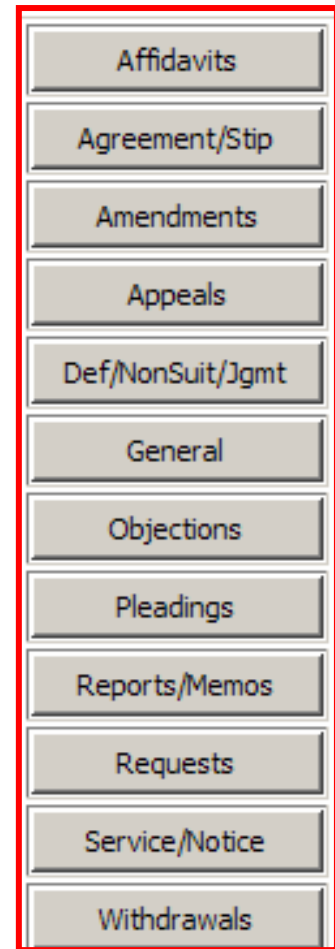 Affidavits
Agreement/Stip
Amendments
Appeals
Def/NonSuit/Jgmt
General
Objections
Pleadings
Reports/Memos
Requests
Service/Notice
Withdrawals